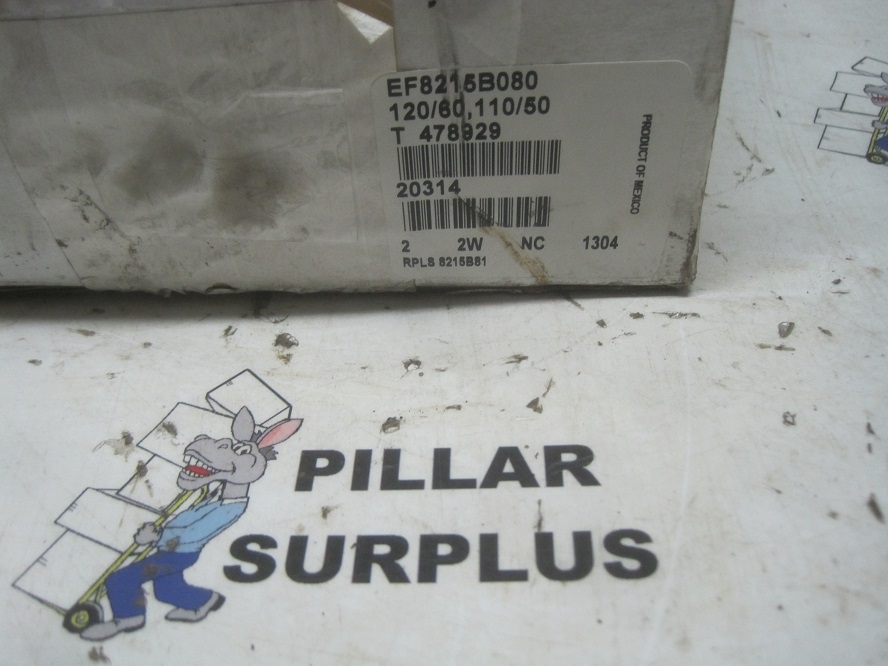 EF8215B080
120/60,110/50
T 478929
20314
2 2W NC 1304
RPLS 8215B81
PRODUCT OF MEXICO
PILLAR
SURPLUS